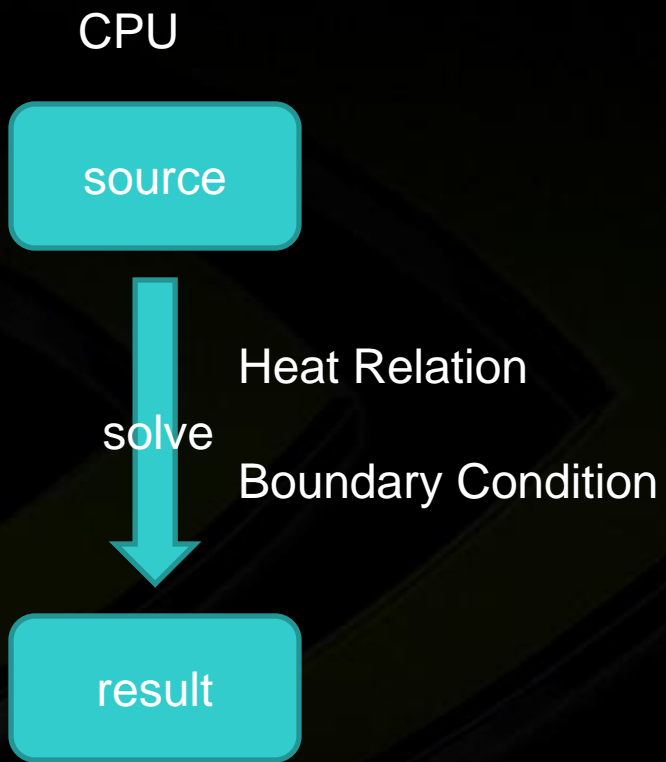 CPU
source
Heat Relation
solve
Boundary Condition
result